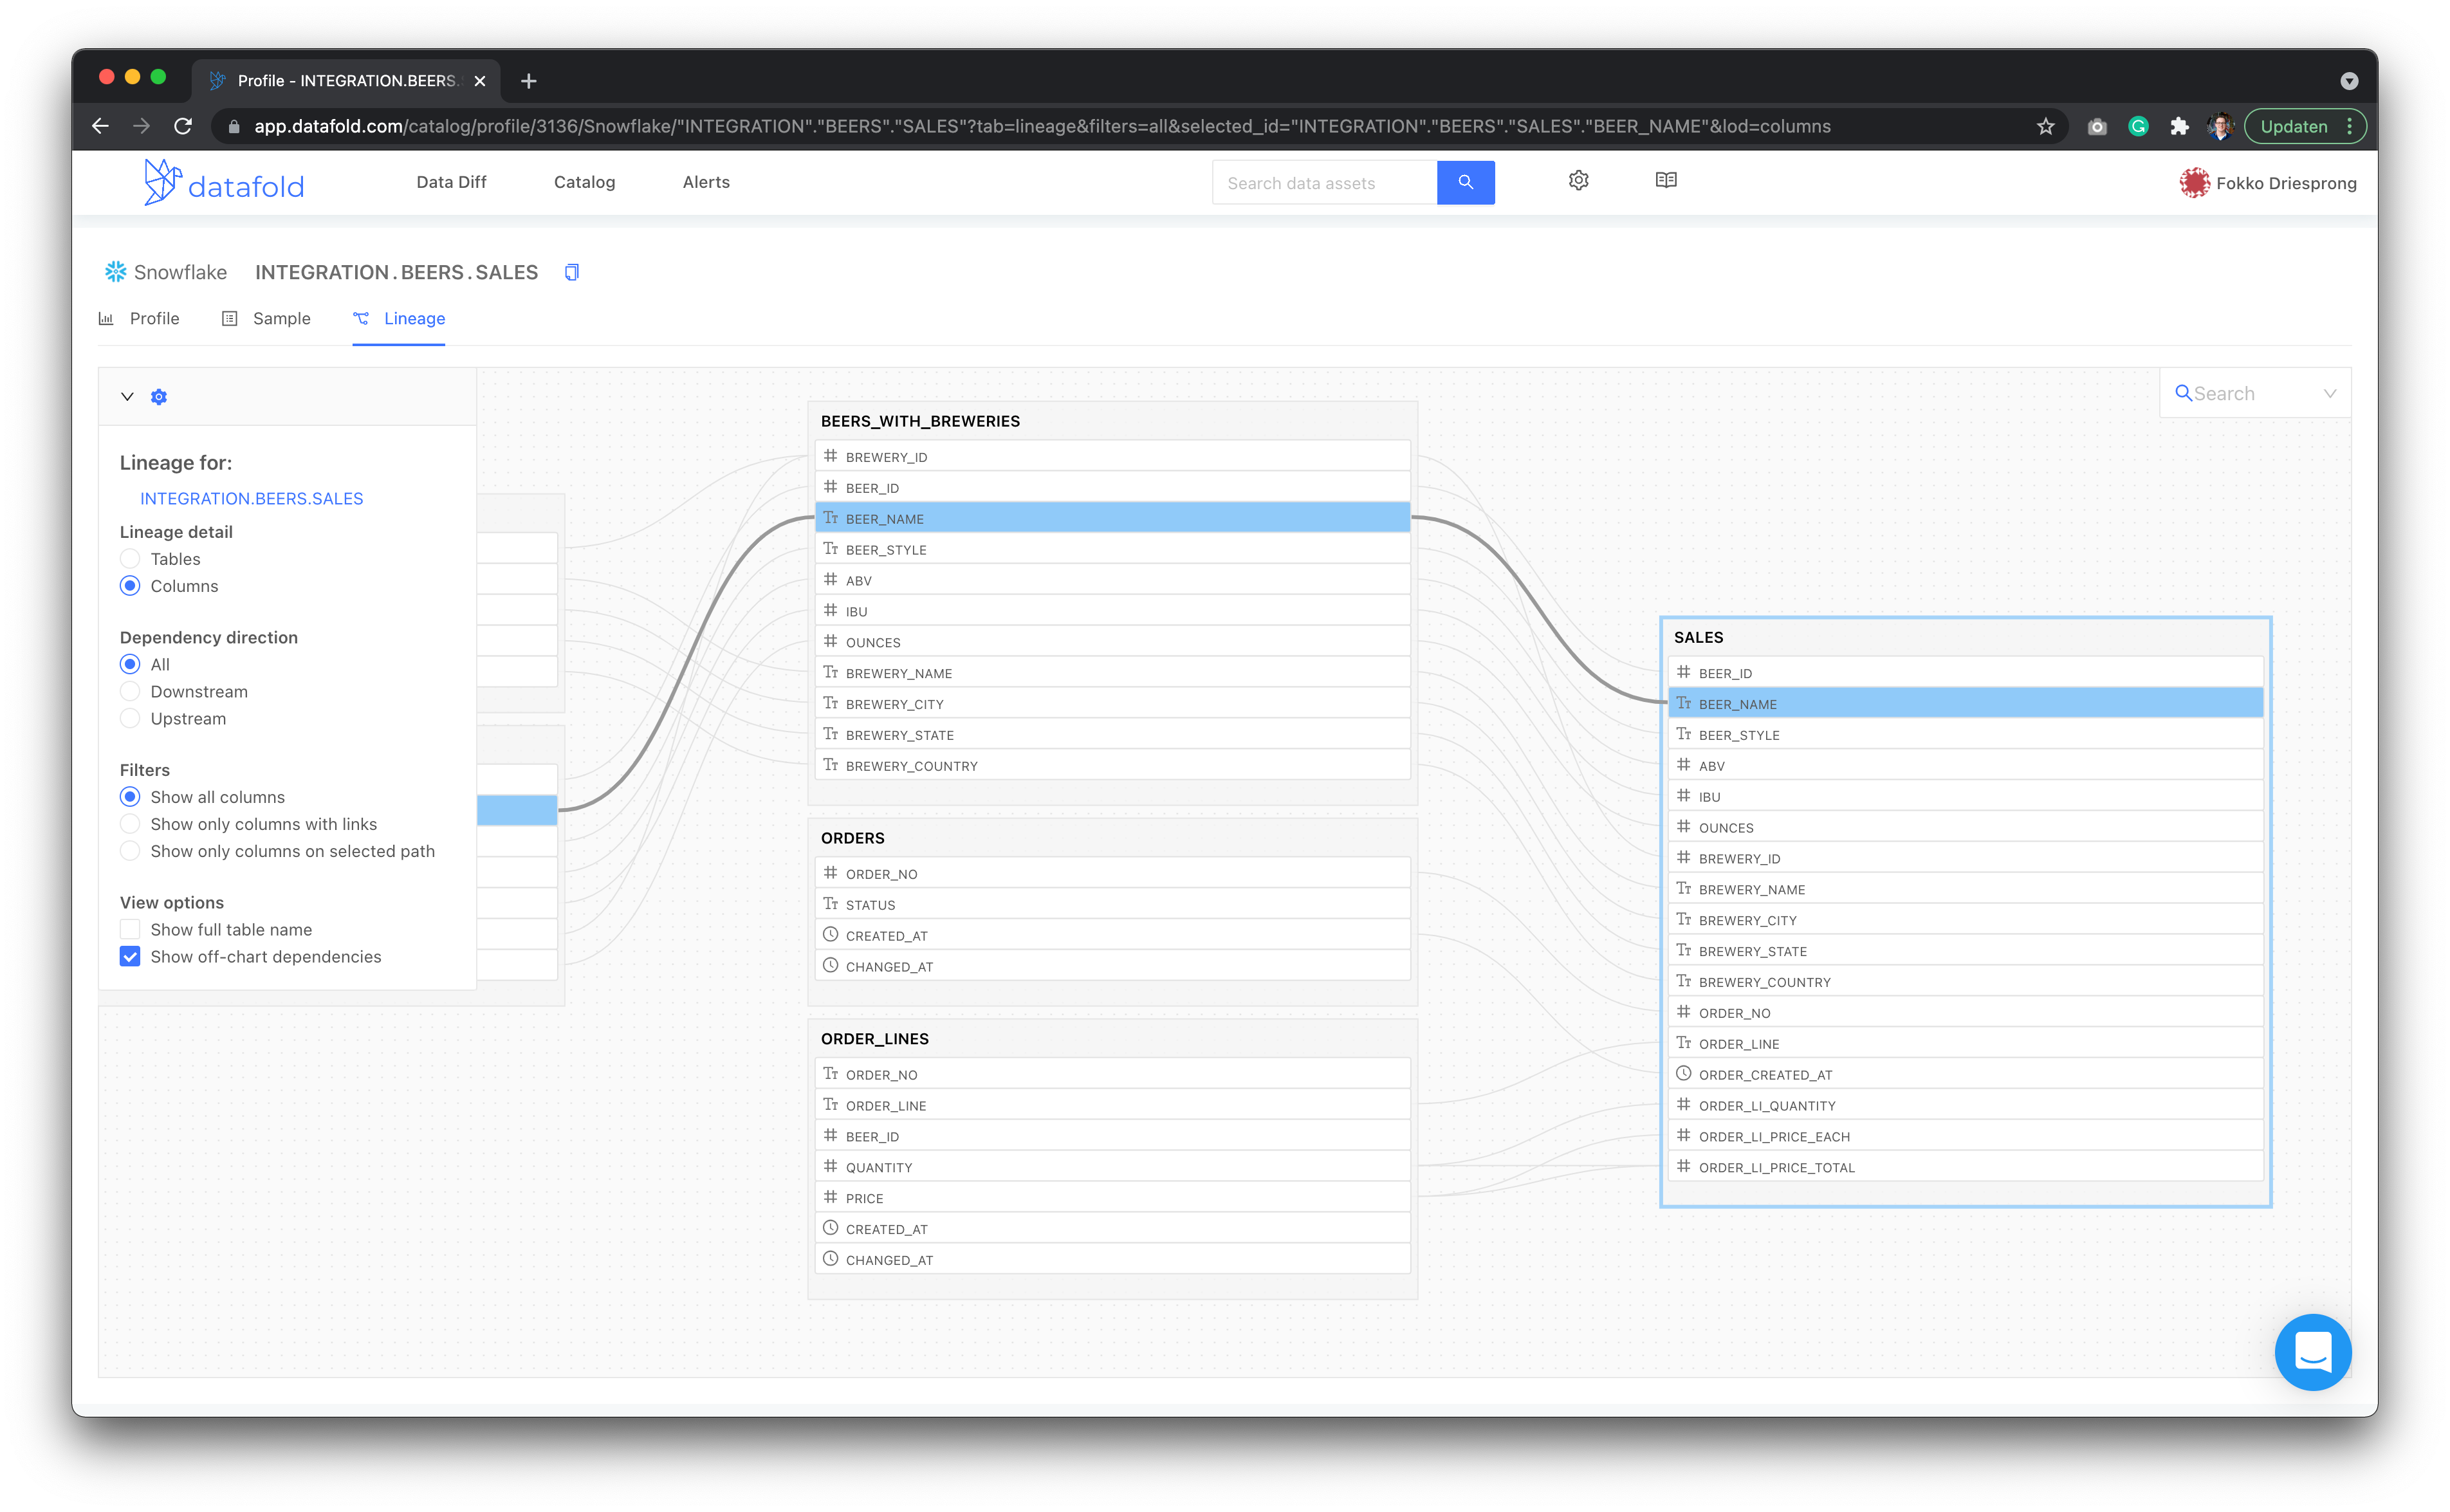 Profile - INTEGRATION.BEERS.
app.datafold.com/catalog/profile/3136/Snowflake/"INTEGRATION"."BEERS"."SALES"?tab=lineage&filters=all&selected_id="INTEGRATION"."BEERS"."SALES"."BEER_NAME"&lod=columns
Updaten
datafold
Data Diff
Catalog
Alerts
Search data assets
Fokko Driesprong
Snowflake
INTEGRATION.BEERS.SALES
Profile
Sample
Lineage
Search
Lineage for:
INTEGRATION.BEERS.SALES
Lineage detail
Tables
Columns
Dependency direction
All
Downstream
Upstream
Filters
Show all columns
Show only columns with links
Show only columns on selected path
View options
Show full table name
Show off-chart dependencies
BEERS_WITH_BREWERIES
BREWERY_ID
BEER_ID
BEER_NAME
BEER_STYLE
ABV
IBU
OUNCES
BREWERY_NAME
BREWERY_CITY
BREWERY_STATE
BREWERY_COUNTRY
ORDERS
ORDER_NO
STATUS
CREATED_AT
CHANGED_AT
ORDER_LINES
ORDER_NO
ORDER_LINE
BEER_ID
QUANTITY
PRICE
CREATED_AT
CHANGED_AT
SALES
BEER_ID
BEER_NAME
BEER_STYLE
ABV
IBU
OUNCES
BREWERY_ID
BREWERY_NAME
BREWERY_CITY
BREWERY_STATE
BREWERY_COUNTRY
ORDER_NO
ORDER_LINE
ORDER_CREATED_AT
ORDER_LI_QUANTITY
ORDER_LI_PRICE_EACH
ORDER_LI_PRICE_TOTAL